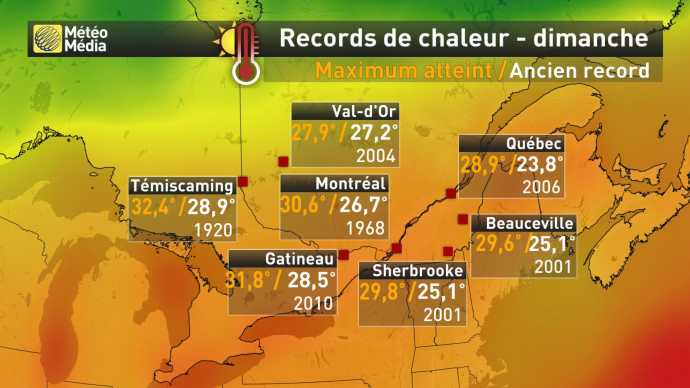 Météo
Média
Records de chaleur - dimanche
Maximum atteint / Ancien record
Val-d'Or
27,9°/27,2°
2004
Québec
28,9°/23,8°
2006
Témiscaming
32,4°/28,9°
1920
Montréal
30,6°/26,7°
1968
Beauceville
29,6°/25,1°
2001
Gatineau
31,8°/28,5°
2010
Sherbrooke
29,8°/25,1°
2001